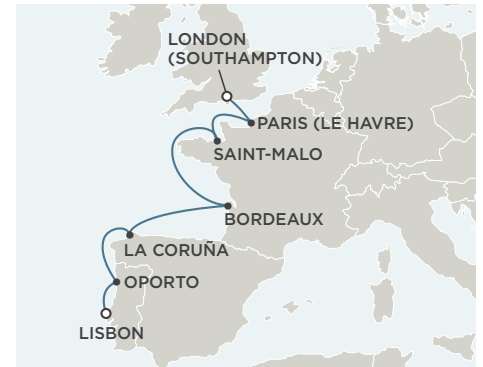 LONDON
(SOUTHAMPTON)
PARIS (LE HAVRE)
SAINT-MALO
BORDEAUX
LA CORUÑA
OPORTO
LISBON